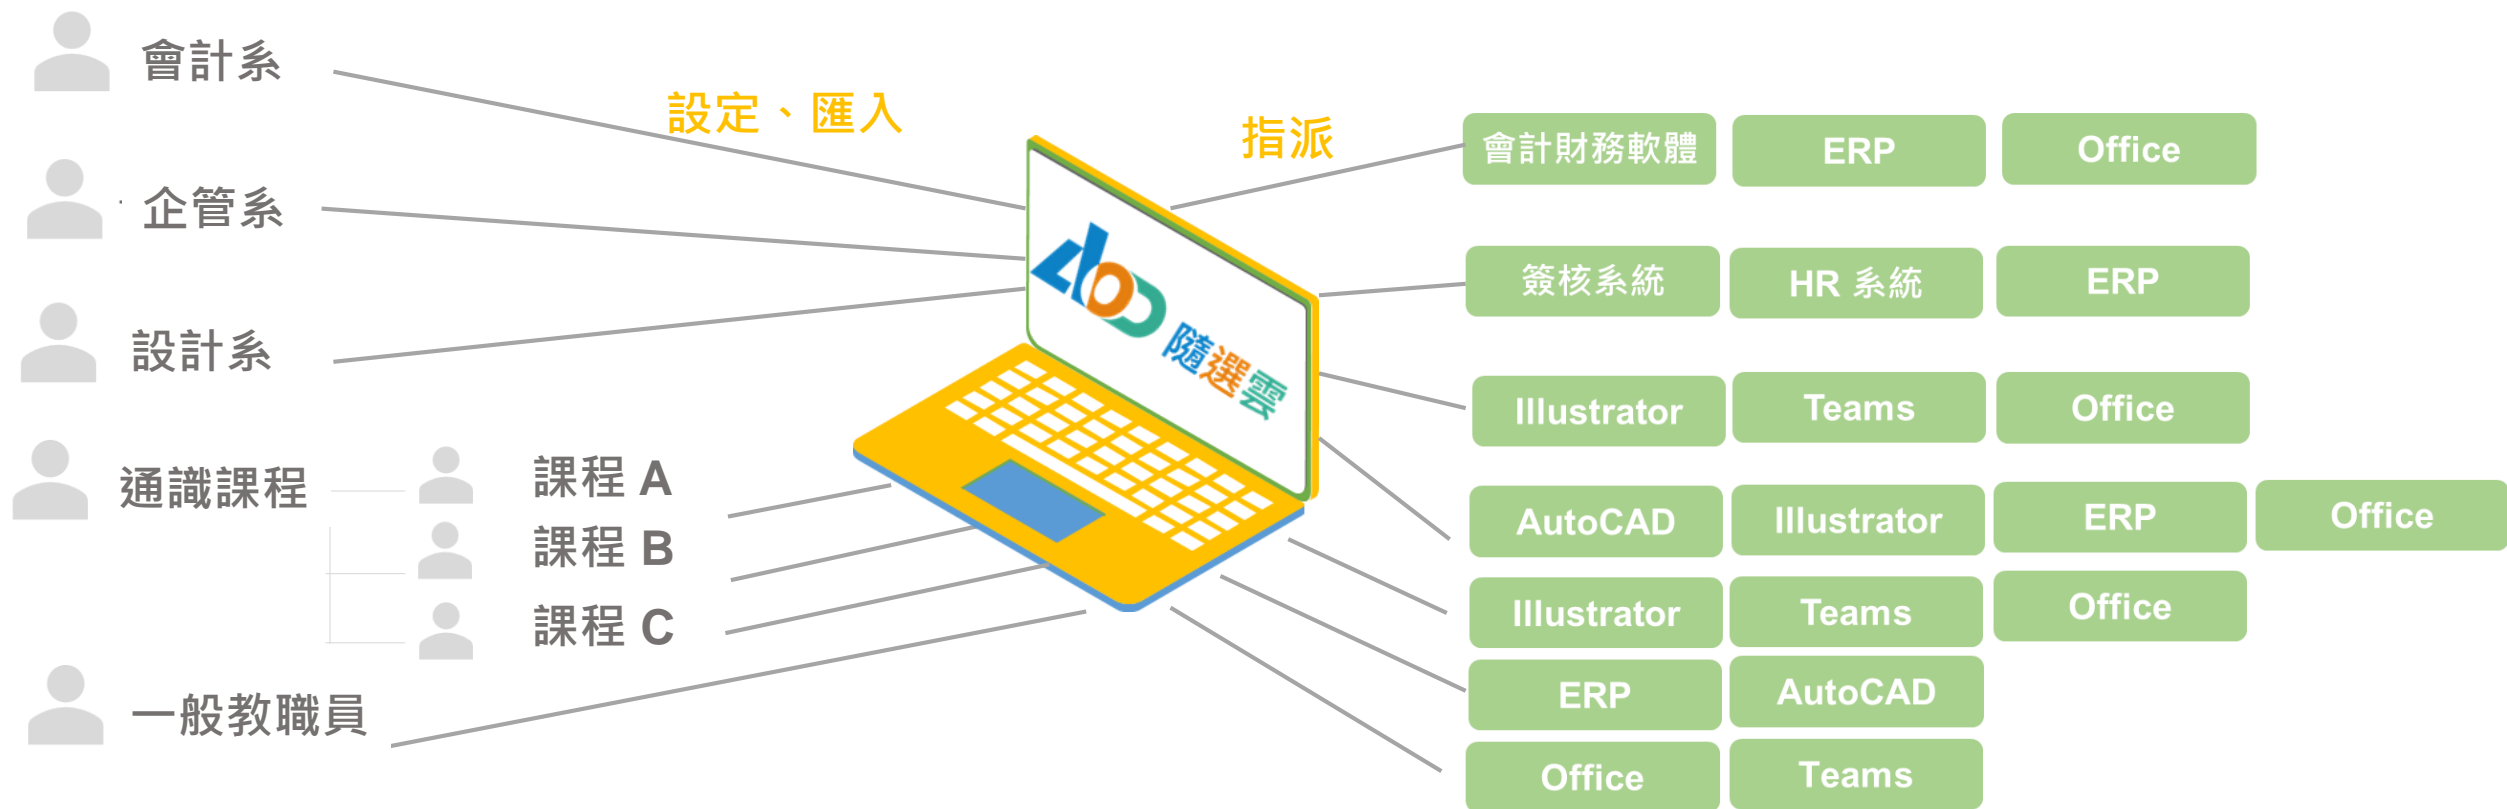 會計系
企管系
設計系
通識課程
課程 A
課程 B
課程 C
一般教職員
設定、匯入
隨選雲
指派
會計財務軟體 ERP Office
簽核系統 HR 系統 ERP
Illustrator Teams Office
AutoCAD Illustrator ERP Office
Illustrator Teams Office
ERP AutoCAD
Office Teams